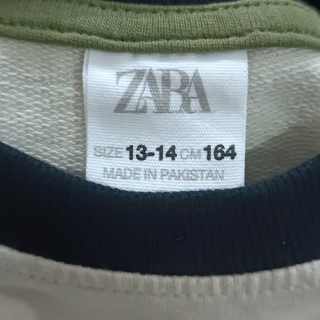 ZARA
SIZE 13-14 CM 164
MADE IN PAKISTAN